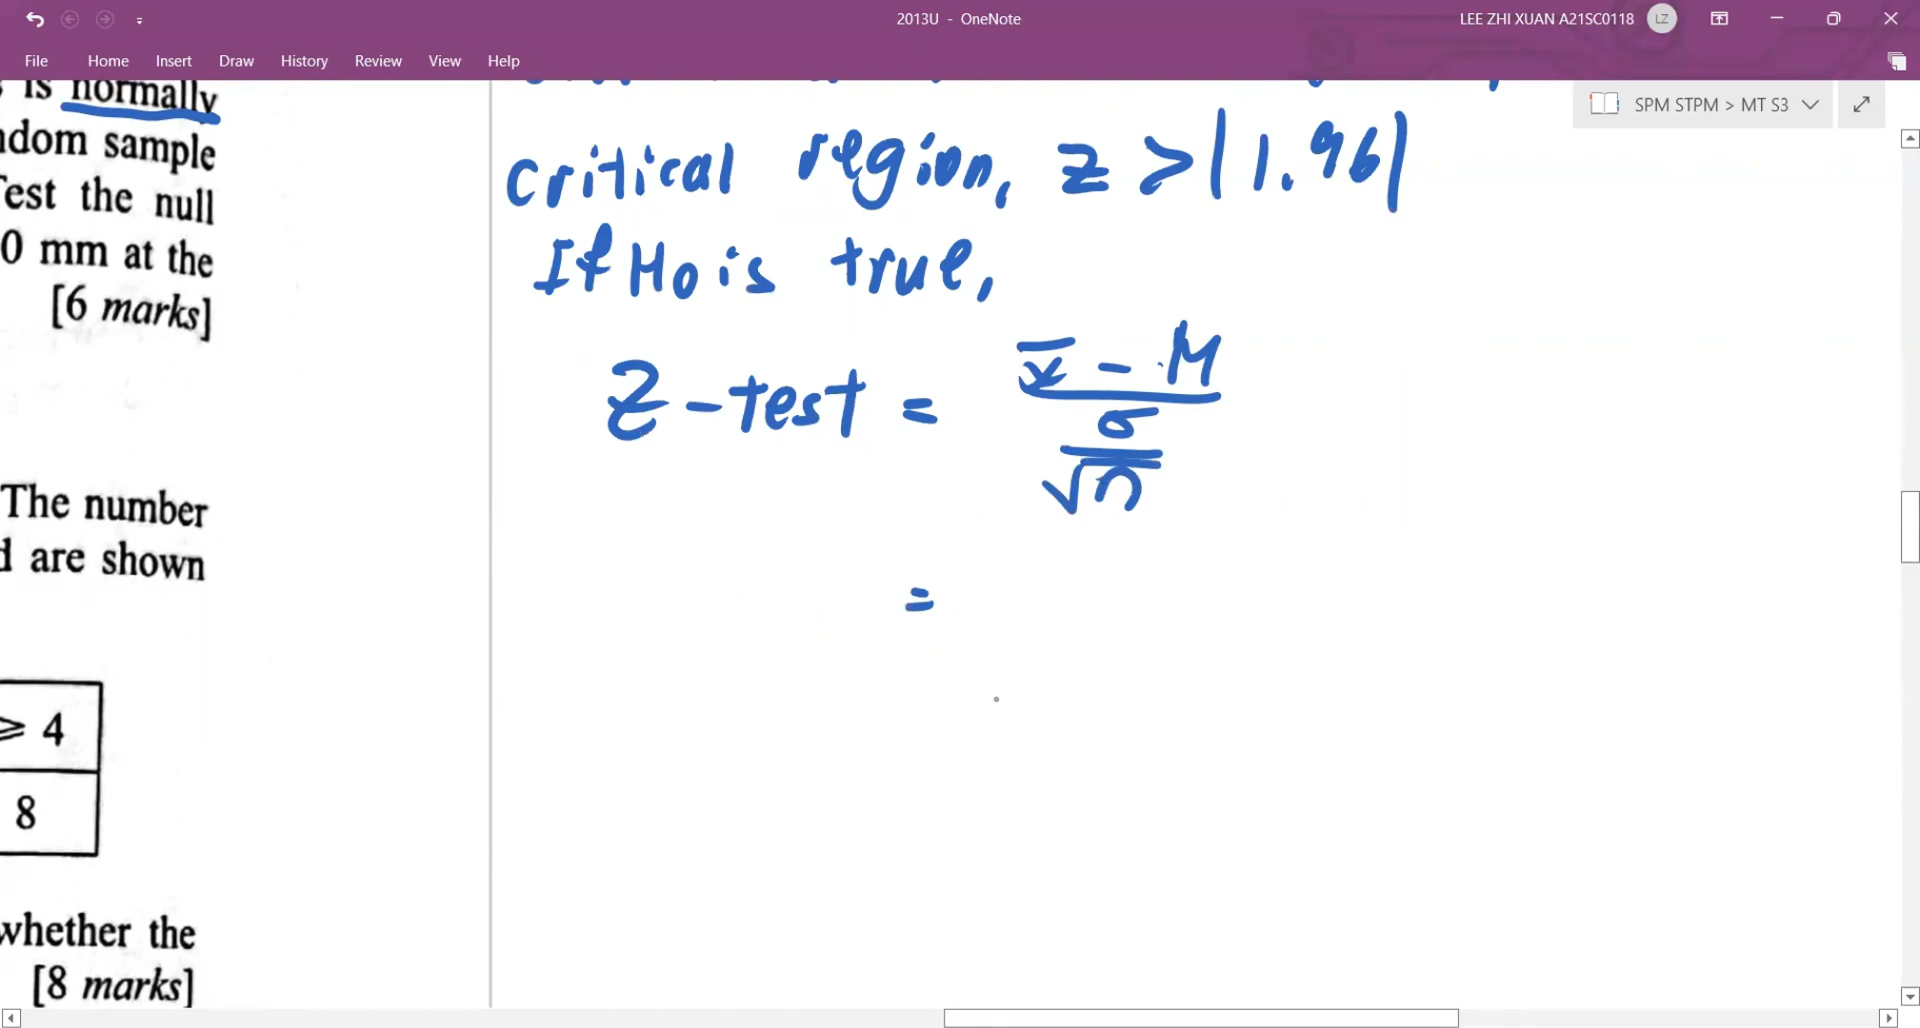 2013U - OneNote
LEE ZHI XUAN A21SC0118
LZ
File Home Insert Draw History Review View Help
SPM STPM > MT S3
is normally
ndom sample
Test the null
0 mm at the
[6 marks]
The number
d are shown
⩾ 4
8
whether the
[8 marks]
critical region, z > |1.96|
If H₀ is true,
Z-test = (x̄ - M) / (σ/√n)
=